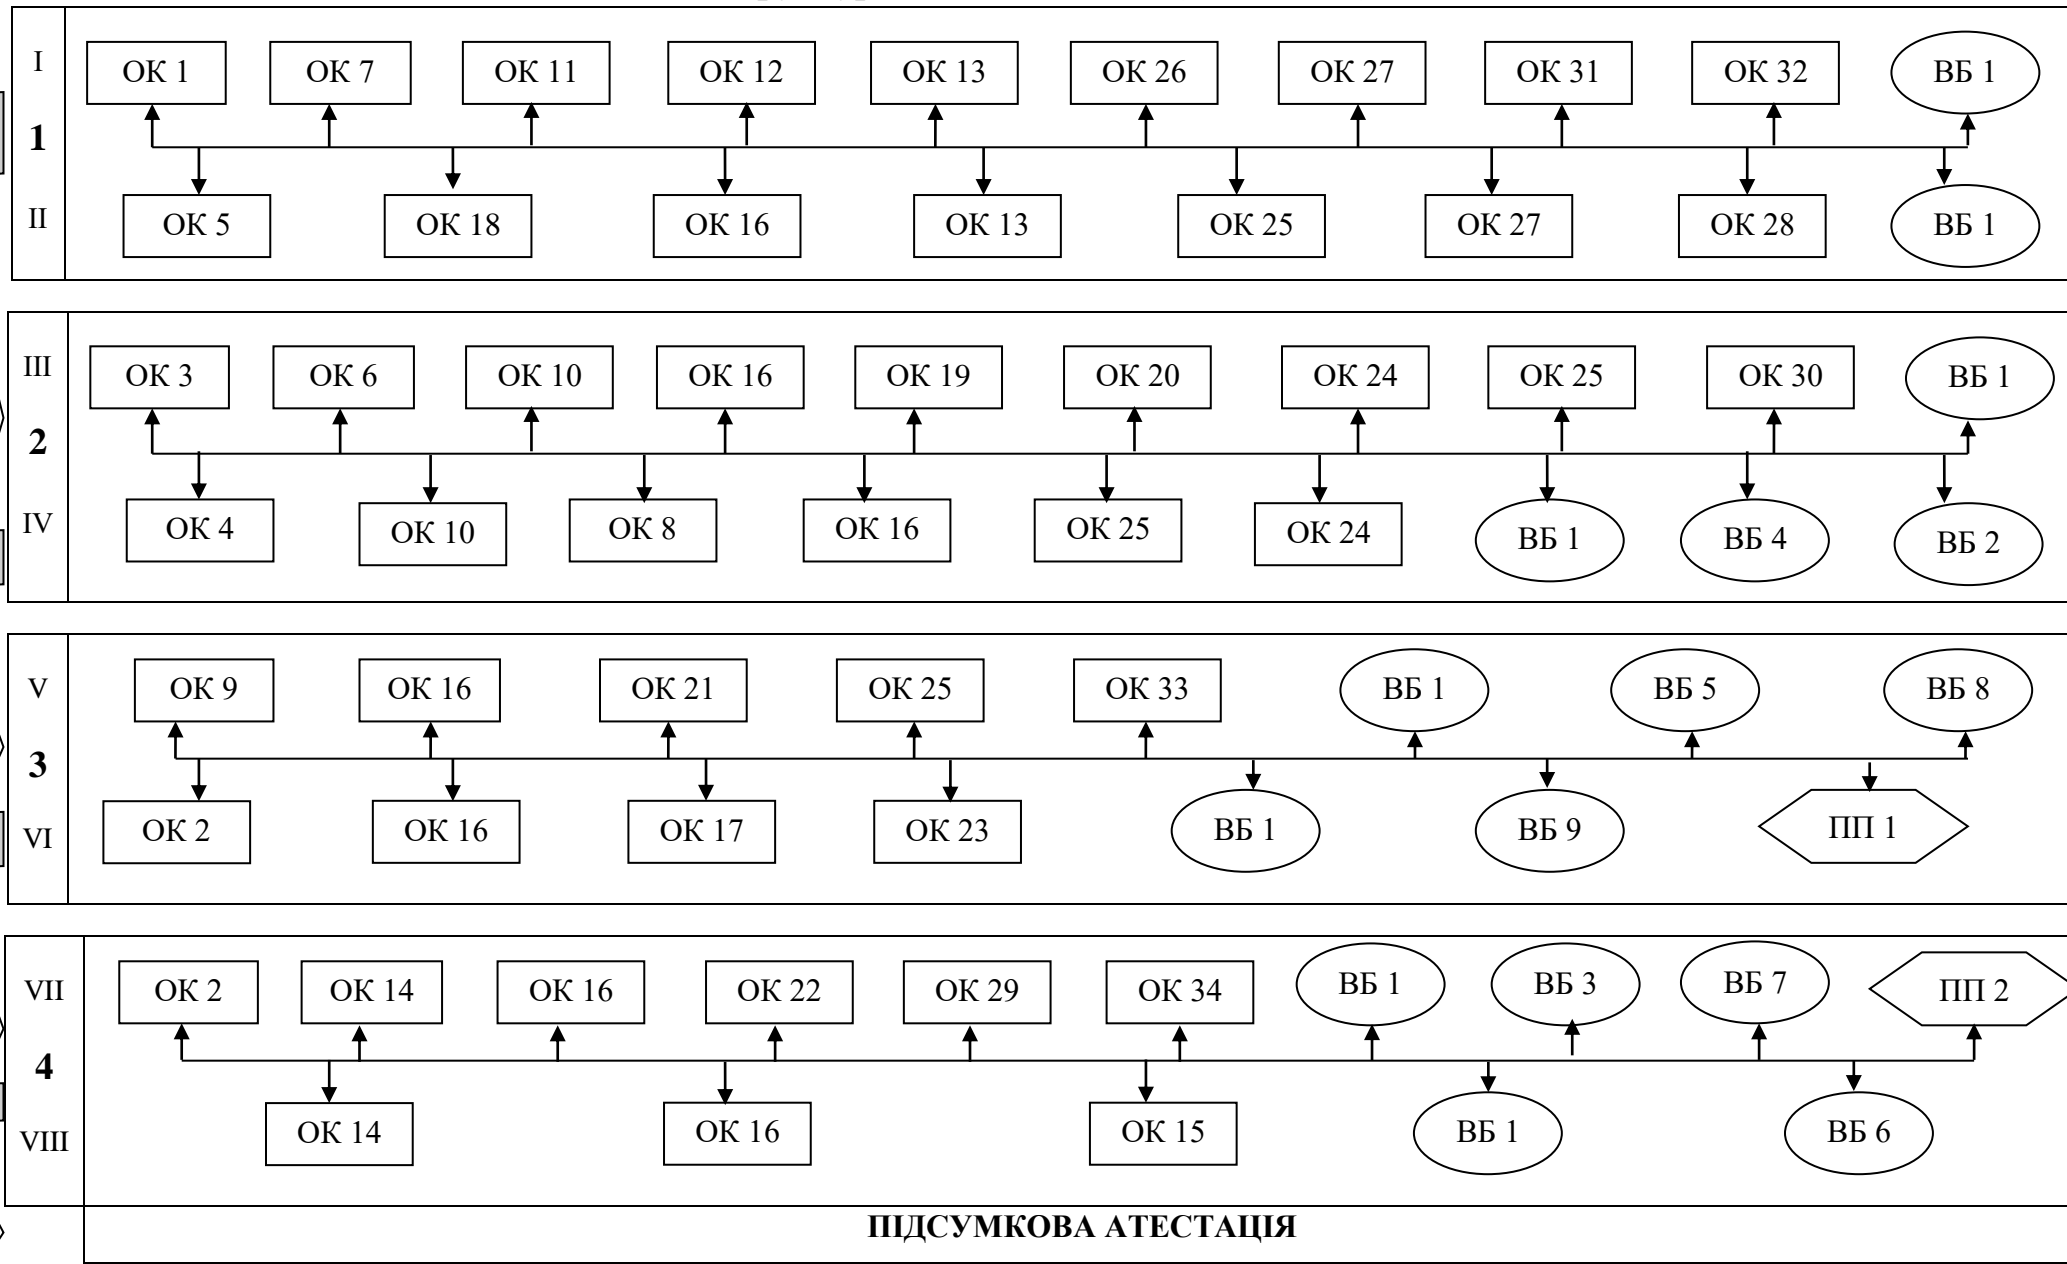 I ОК 1 ОК 7 ОК 11 ОК 12 ОК 13 ОК 26 ОК 27 ОК 31 ОК 32 ВБ 1
1
II ОК 5 ОК 18 ОК 16 ОК 13 ОК 25 ОК 27 ОК 28 ВБ 1
III ОК 3 ОК 6 ОК 10 ОК 16 ОК 19 ОК 20 ОК 24 ОК 25 ОК 30 ВБ 1
2
IV ОК 4 ОК 10 ОК 8 ОК 16 ОК 25 ОК 24 ВБ 1 ВБ 4 ВБ 2
V ОК 9 ОК 16 ОК 21 ОК 25 ОК 33 ВБ 1 ВБ 5 ВБ 8
3
VI ОК 2 ОК 16 ОК 17 ОК 23 ВБ 1 ВБ 9 ПП 1
VII ОК 2 ОК 14 ОК 16 ОК 22 ОК 29 ОК 34 ВБ 1 ВБ 3 ВБ 7 ПП 2
4
VIII ОК 14 ОК 16 ОК 15 ВБ 1 ВБ 6
ПІДСУМКОВА АТЕСТАЦІЯ